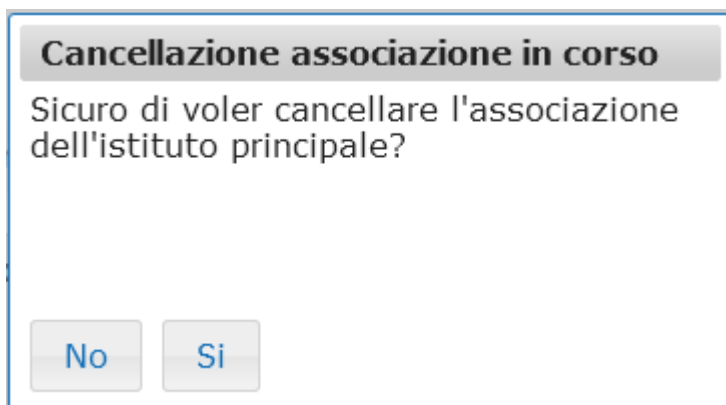 Cancellazione associazione in corso
Sicuro di voler cancellare l'associazione
dell'istituto principale?
No Si